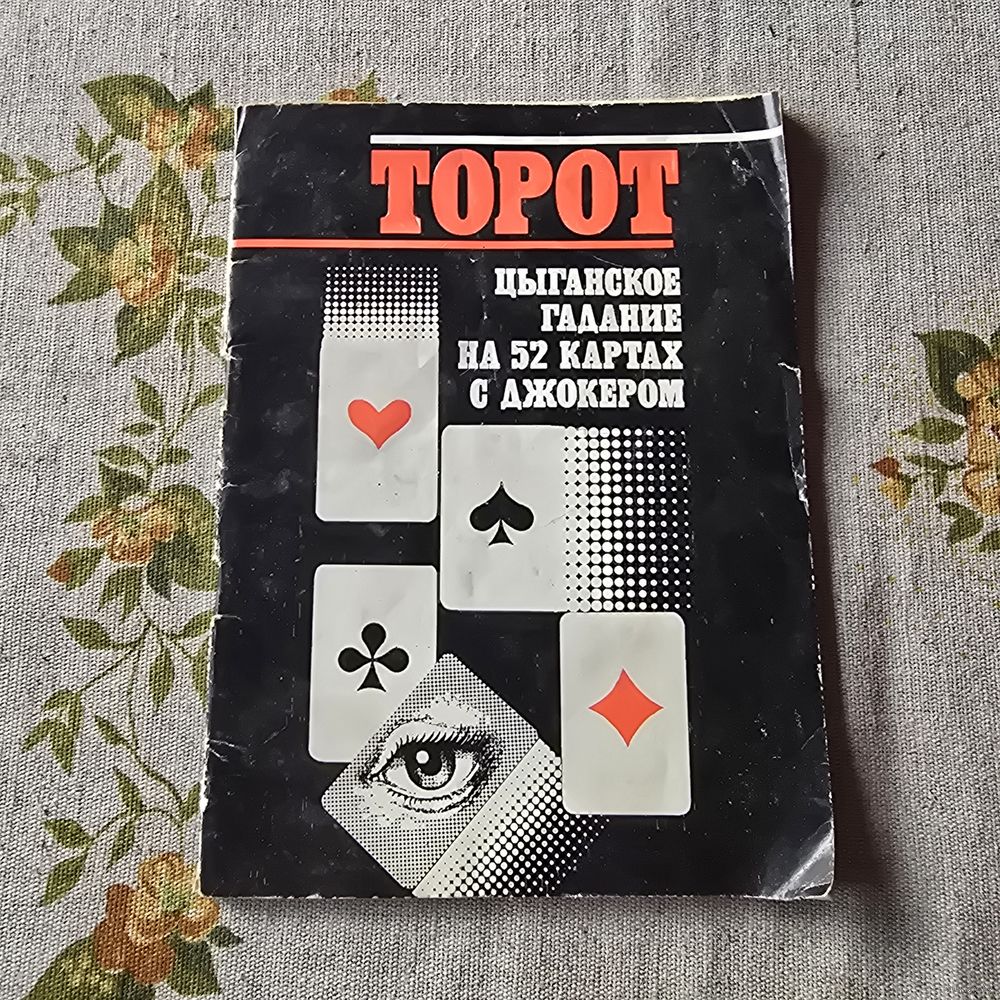 ТОРОТ
ЦЫГАНСКОЕ
ГАДАНИЕ
НА 52 КАРТАХ
С ДЖОКЕРОМ